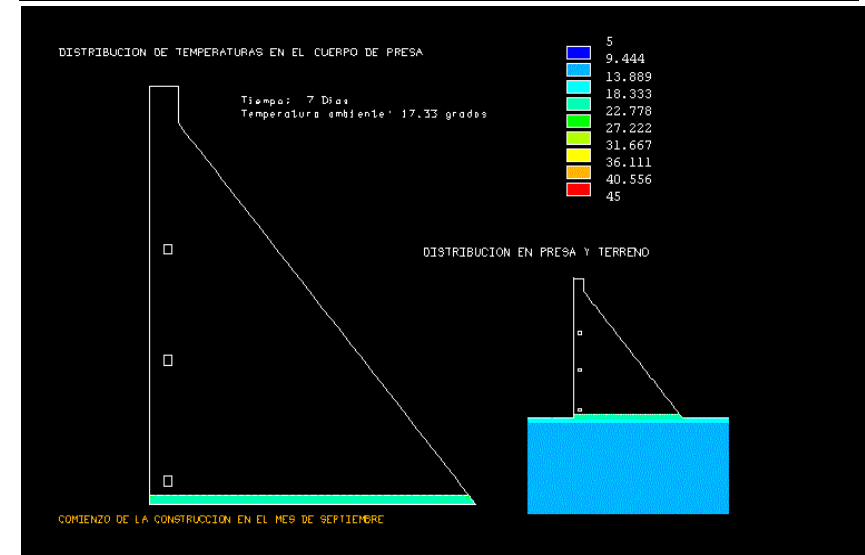 DISTRIBUCION DE TEMPERATURAS EN EL CUERPO DE PRESA
Tiempo: 7 Dias
Temperatura ambiente: 17.33 grados
5
9.444
13.889
18.333
22.778
27.222
31.667
36.111
40.556
45
DISTRIBUCION EN PRESA Y TERRENO
COMIENZO DE LA CONSTRUCCION EN EL MES DE SEPTIEMBRE